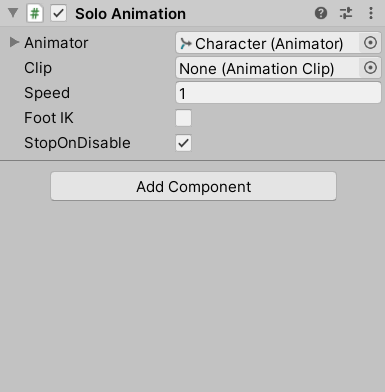 Solo Animation
Animator Character (Animator)
Clip None (Animation Clip)
Speed 1
Foot IK
StopOnDisable
Add Component